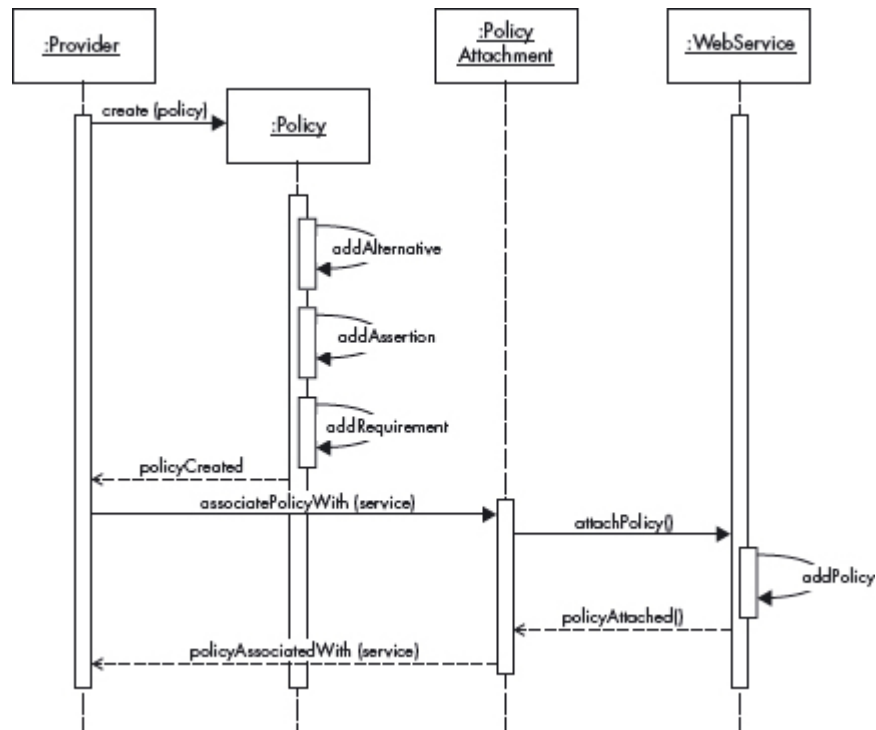 :Provider
:Policy
Attachment
:WebService
create (policy)
:Policy
addAlternative
addAssertion
addRequirement
policyCreated
associatePolicyWith (service)
attachPolicy()
addPolicy
policyAttached()
policyAssociatedWith (service)